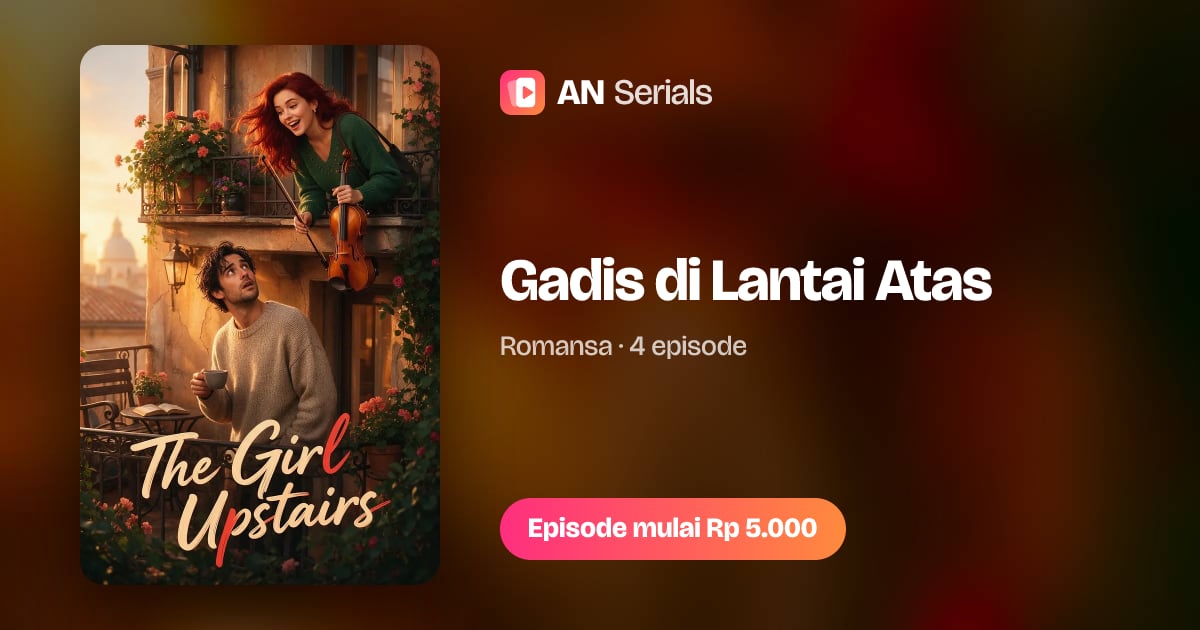 The Girl
Upstairs
AN Serials
Gadis di Lantai Atas
Romansa · 4 episode
Episode mulai Rp 5.000